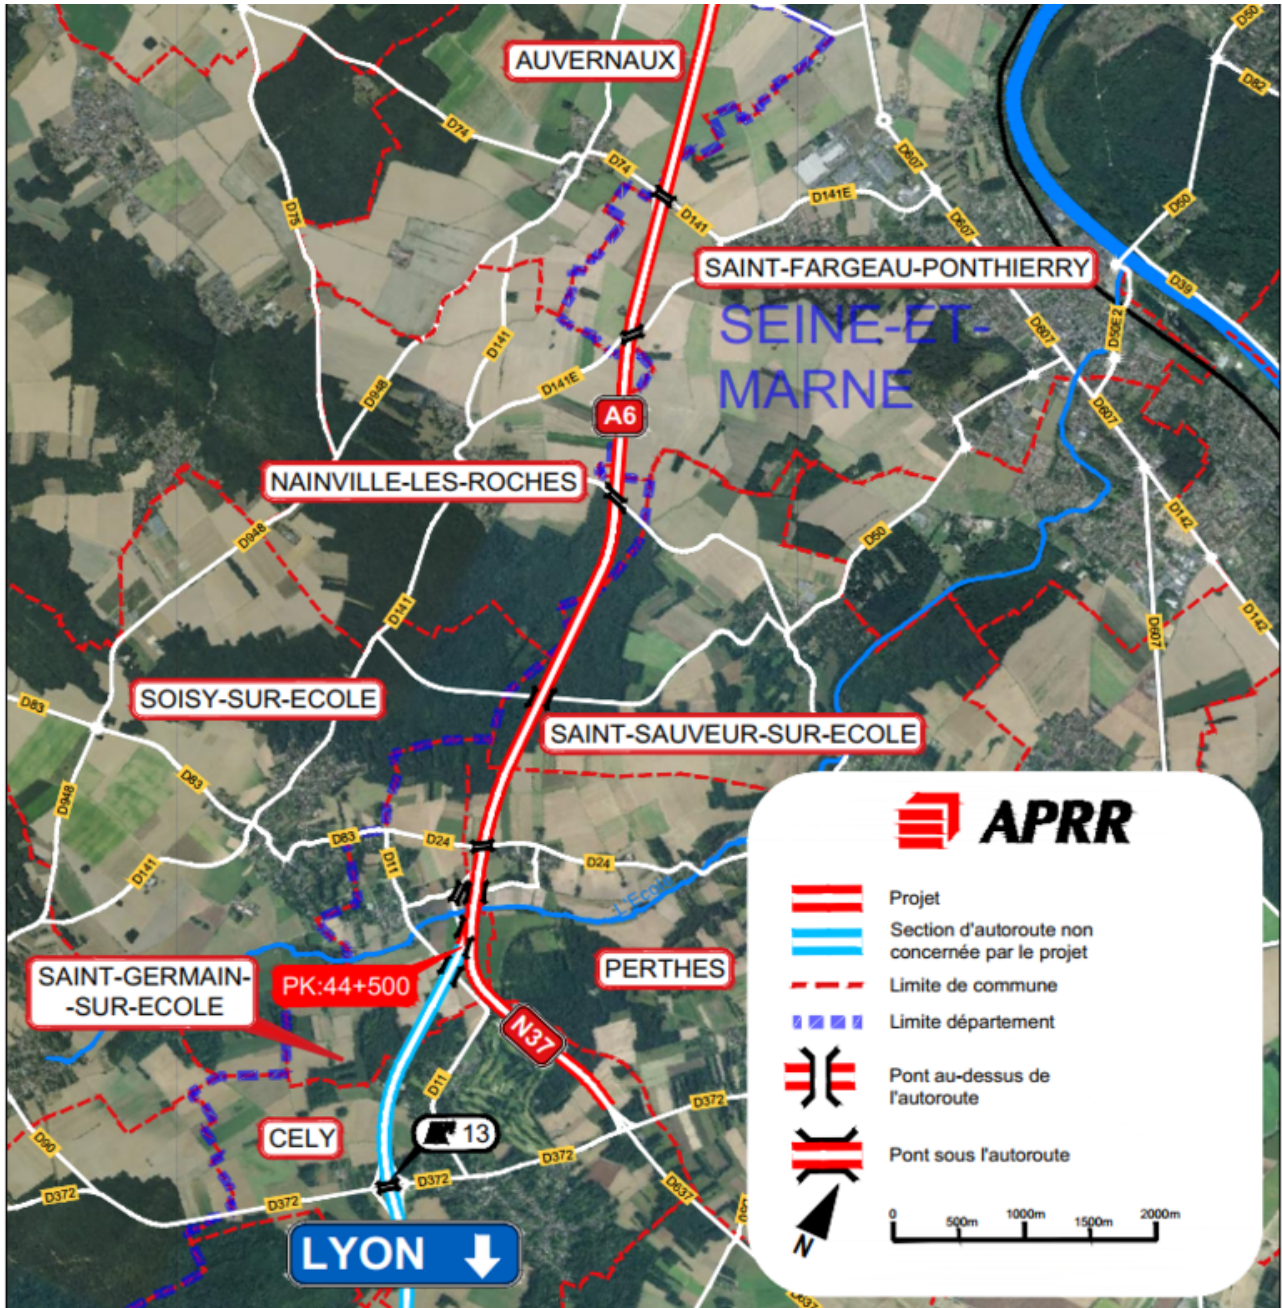 D50
AUVERNAUX
D82
D74
D607
D74
D141E
D75
D50
D141
D607
SAINT-FARGEAU-PONTHIERRY
D39
SEINE-ET-
MARNE
D50E2
D607
D141
D141E
D948
A6
D607
NAINVILLE-LES-ROCHES
D142
D948
D50
D141
D142
D607
SOISY-SUR-ECOLE
D83
SAINT-SAUVEUR-SUR-ECOLE
D83
D948
D83
D24
D24
D11
D141
L'Ecole
PERTHES
SAINT-GERMAIN-
-SUR-ECOLE
PK:44+500
N37
D11
D372
CELY
13
D90
D372
D372
D372
D372
D637
LYON
D637
APRR
Projet
Section d'autoroute non
concernée par le projet
Limite de commune
Limite département
Pont au-dessus de
l'autoroute
Pont sous l'autoroute
N
0 500m 1000m 1500m 2000m